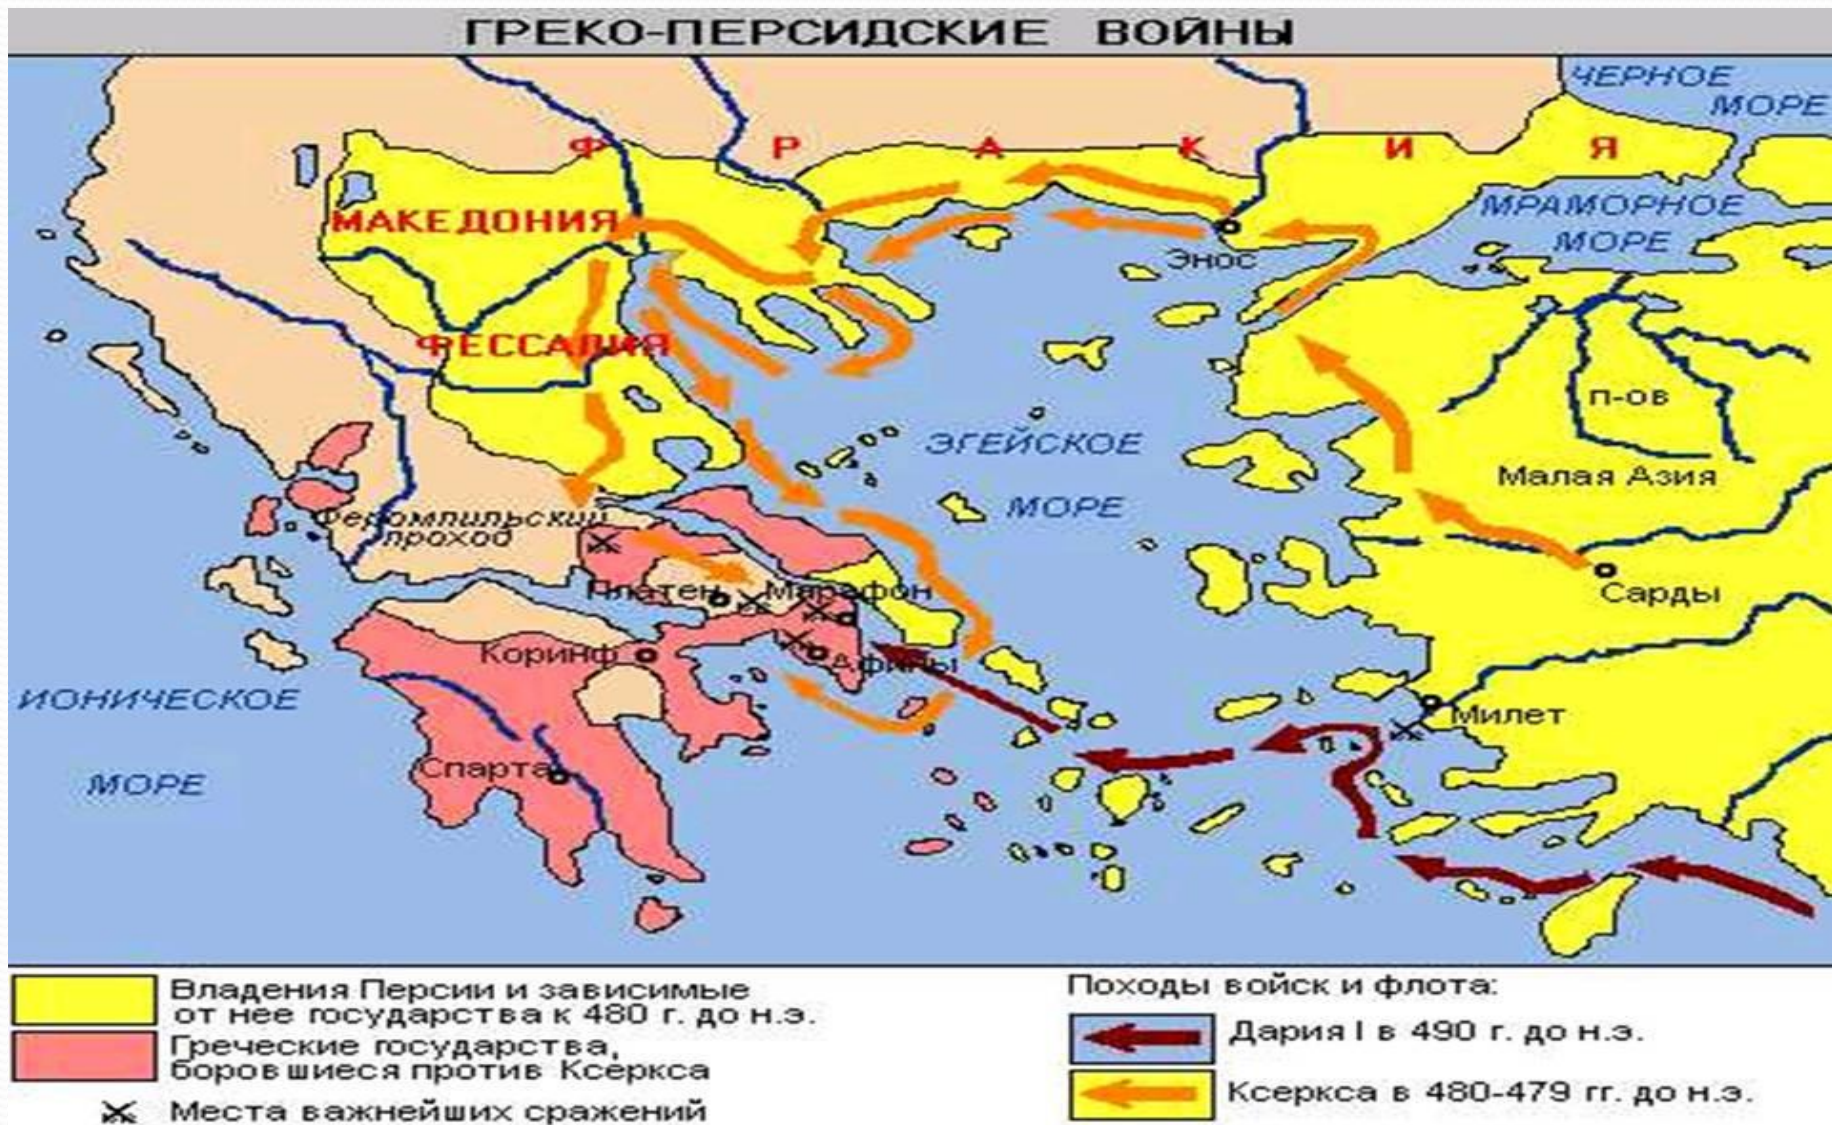 ГРЕКО-ПЕРСИДСКИЕ ВОЙНЫ
ЧЕРНОЕ
МОРЕ
ФРАКИЯ
МАКЕДОНИЯ
МРАМОРНОЕ
МОРЕ
Энос
ФЕССАЛИЯ
п-ов
ЭГЕЙСКОЕ
Малая Азия
МОРЕ
Феромпильский
проход
Платеи
Марафон
Сарды
Коринф
Афины
ИОНИЧЕСКОЕ
Милет
Спарта
МОРЕ
Владения Персии и зависимые
от нее государства к 480 г. до н.э.
Греческие государства,
боровшиеся против Ксеркса
Места важнейших сражений
Походы войск и флота:
Дария I в 490 г. до н.э.
Ксеркса в 480-479 гг. до н.э.